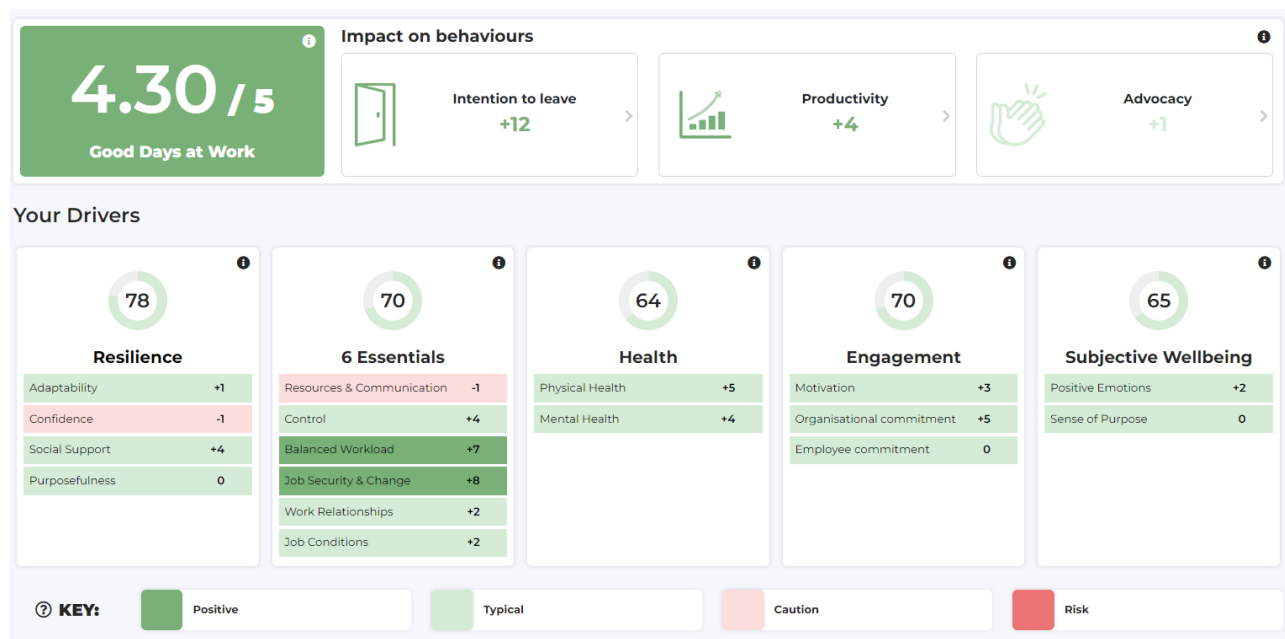 4.30 / 5
Good Days at Work
Impact on behaviours
Intention to leave
+12
Productivity
+4
Advocacy
+1
Your Drivers
78
Resilience
Adaptability +1
Confidence -1
Social Support +4
Purposefulness 0
70
6 Essentials
Resources & Communication -1
Control +4
Balanced Workload +7
Job Security & Change +8
Work Relationships +2
Job Conditions +2
64
Health
Physical Health +5
Mental Health +4
70
Engagement
Motivation +3
Organisational commitment +5
Employee commitment 0
65
Subjective Wellbeing
Positive Emotions +2
Sense of Purpose 0
? KEY:
Positive
Typical
Caution
Risk